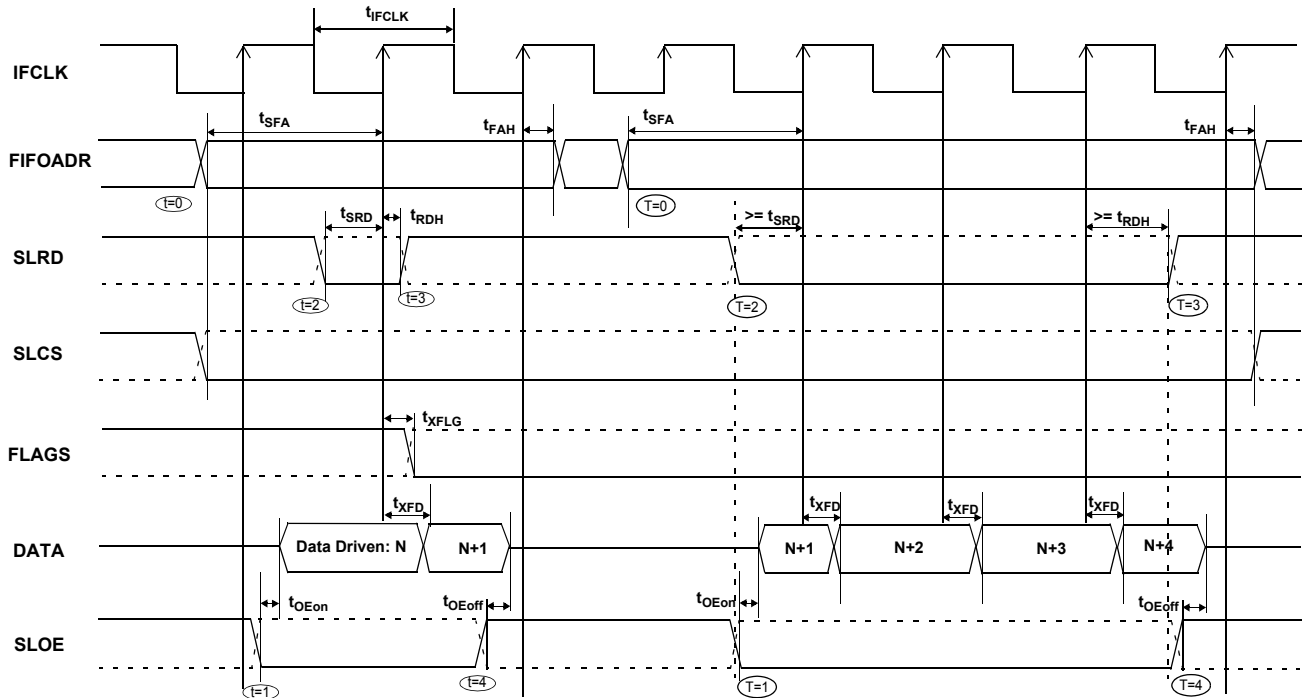 tIFCLK
IFCLK
tSFA
tFAH
tSFA
tFAH
FIFOADR
t=0
T=0
tSRD
tRDH
>= tSRD
>= tRDH
SLRD
t=2
t=3
T=2
T=3
SLCS
tXFLG
FLAGS
tXFD
tXFD
tXFD
tXFD
DATA
Data Driven: N
N+1
N+1
N+2
N+3
N+4
tOEon
tOEoff
tOEon
tOEoff
SLOE
t=1
t=4
T=1
T=4